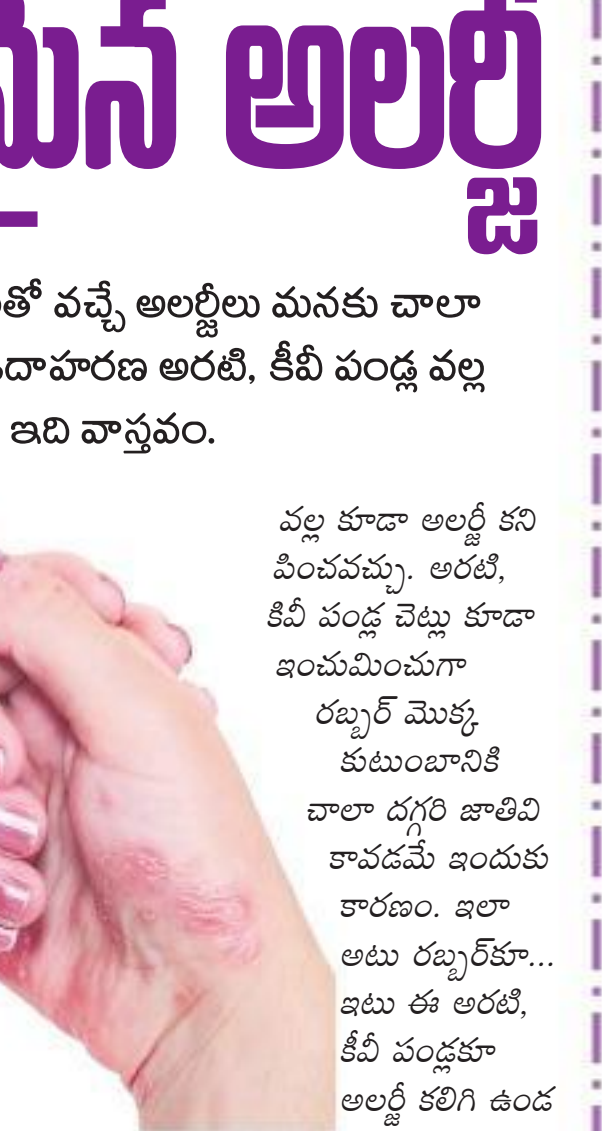 అలర్జీ
వచ్చే అలర్జీలు మనకు చాలా
అరటి, కీవీ పండ్ల వల్ల
ఇది వాస్తవం.
వల్ల కూడా అలర్జీ కని
పించవచ్చు. అరటి,
కివీ పండ్ల చెట్లు కూడా
ఇంచుమించుగా
రబ్బర్ మొక్క
కుటుంబానికి
చాలా దగ్గరి జాతివి
కావడమే ఇందుకు
కారణం. ఇలా
అటు రబ్బర్‌కూ...
ఇటు ఈ అరటి,
కీవీ పండ్లకూ
అలర్జీ కలిగి ఉండ